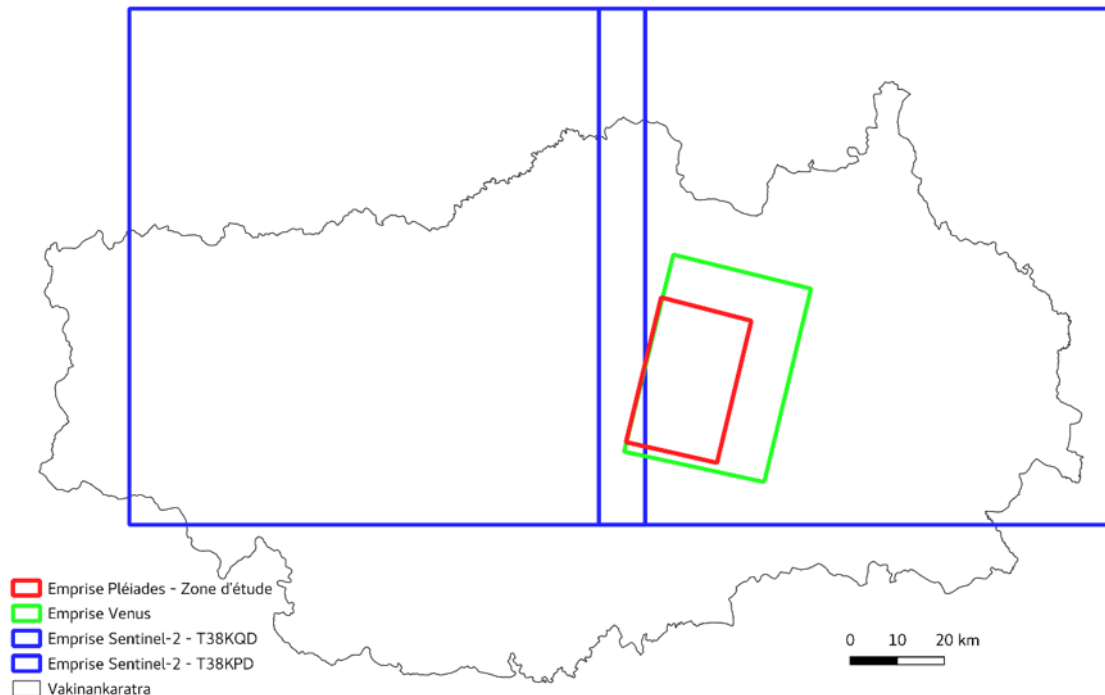 Emprise Pléiades - Zone d'étude
Emprise Venus
Emprise Sentinel-2 - T38KQD
Emprise Sentinel-2 - T38KPD
Vakinankaratra
0 10 20 km